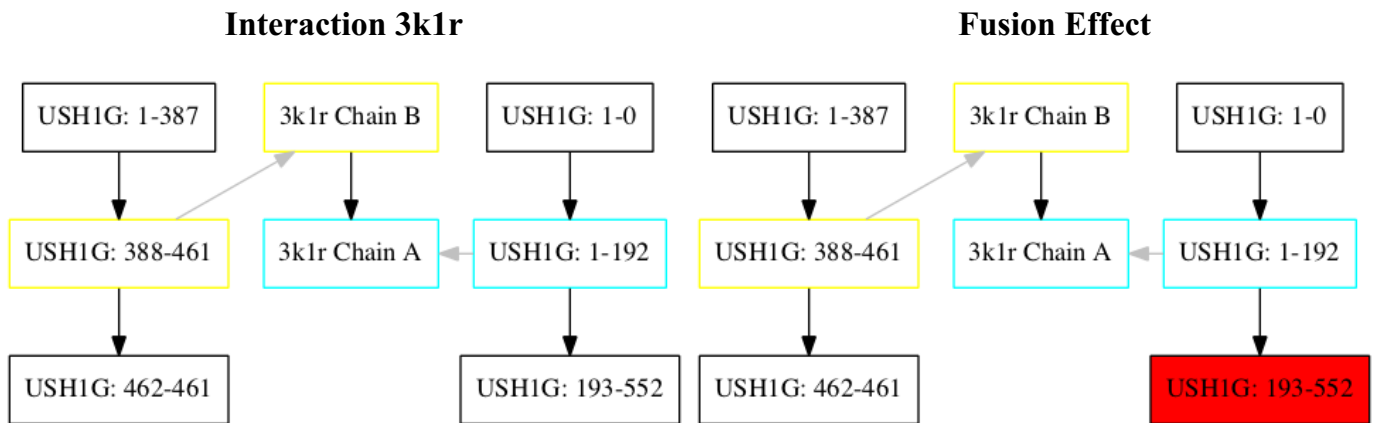 Interaction 3k1r
Fusion Effect
USH1G: 1-387
3k1r Chain B
USH1G: 1-0
USH1G: 1-387
3k1r Chain B
USH1G: 1-0
USH1G: 388-461
3k1r Chain A
USH1G: 1-192
USH1G: 388-461
3k1r Chain A
USH1G: 1-192
USH1G: 462-461
USH1G: 193-552
USH1G: 462-461
USH1G: 193-552